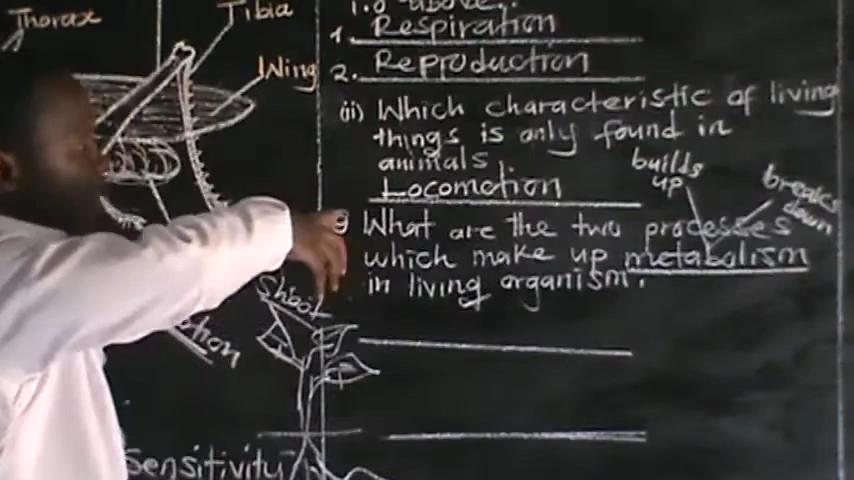 Thorax
Tibia
Wing
Shoot
Sensitivity
above.
1. Respiration
2. Reproduction
(ii) Which characteristic of living
things is only found in
animals
Locomotion
g What are the two processes
which make up metabolism
in living organism.
builds
up
breaks
down